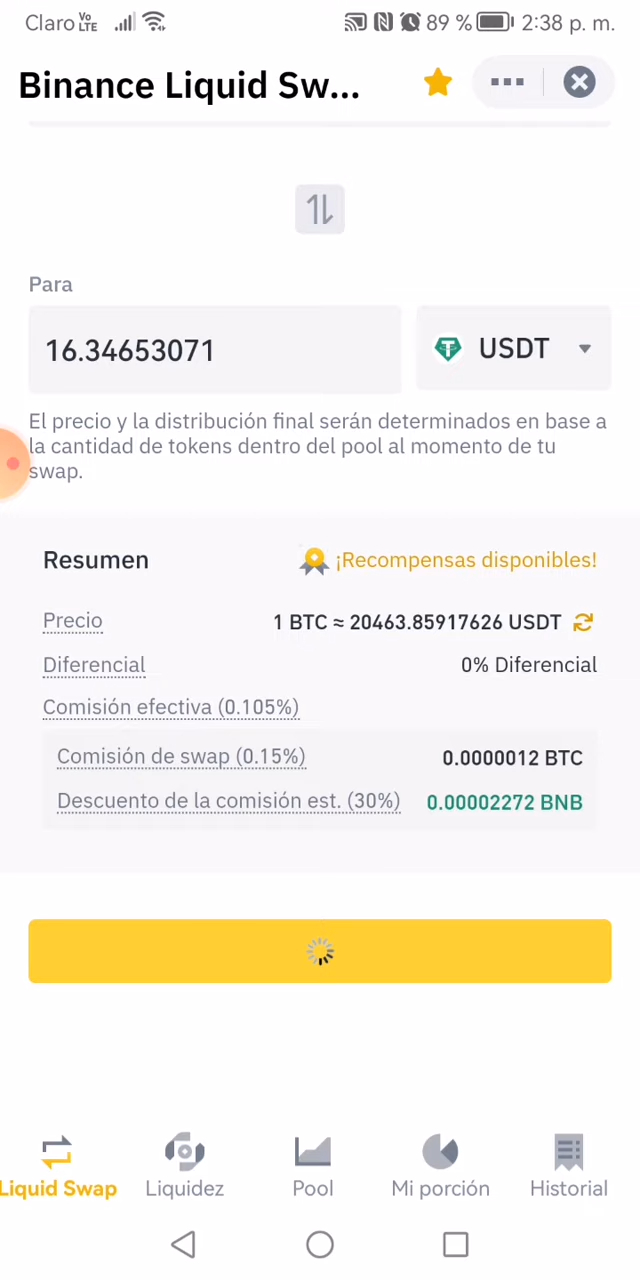 Claro VoLTE 89 % 2:38 p. m.
Binance Liquid Sw...
Para
16.34653071
USDT
El precio y la distribución final serán determinados en base a
la cantidad de tokens dentro del pool al momento de tu
swap.
Resumen
¡Recompensas disponibles!
Precio
1 BTC ≈ 20463.85917626 USDT
Diferencial
0% Diferencial
Comisión efectiva (0.105%)
Comisión de swap (0.15%)
0.0000012 BTC
Descuento de la comisión est. (30%)
0.00002272 BNB
Liquid Swap
Liquidez
Pool
Mi porción
Historial